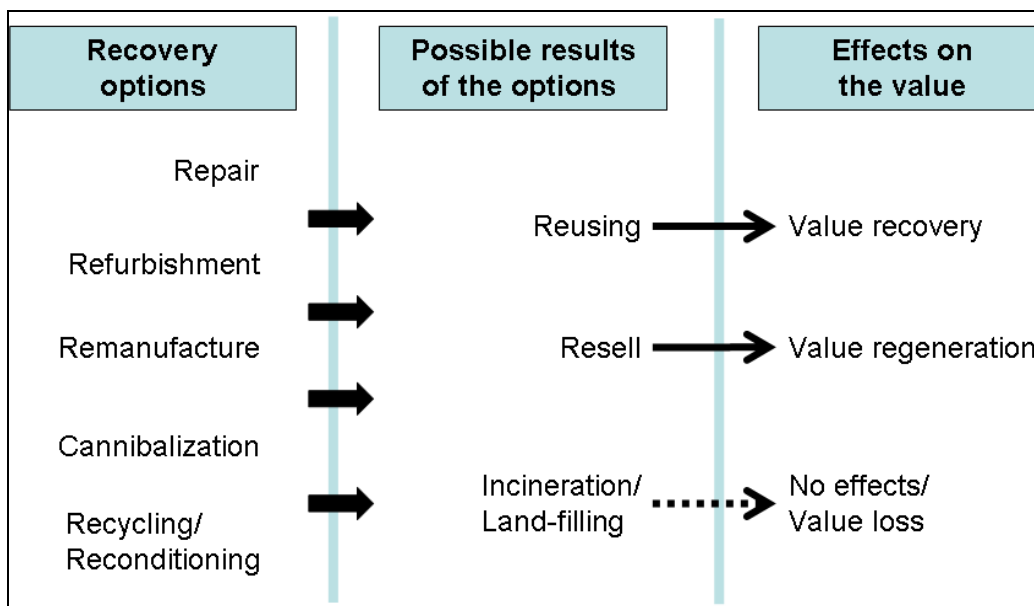 Recovery
options
Possible results
of the options
Effects on
the value
Repair
Refurbishment
Remanufacture
Cannibalization
Recycling/
Reconditioning
Reusing
Resell
Incineration/
Land-filling
Value recovery
Value regeneration
No effects/
Value loss